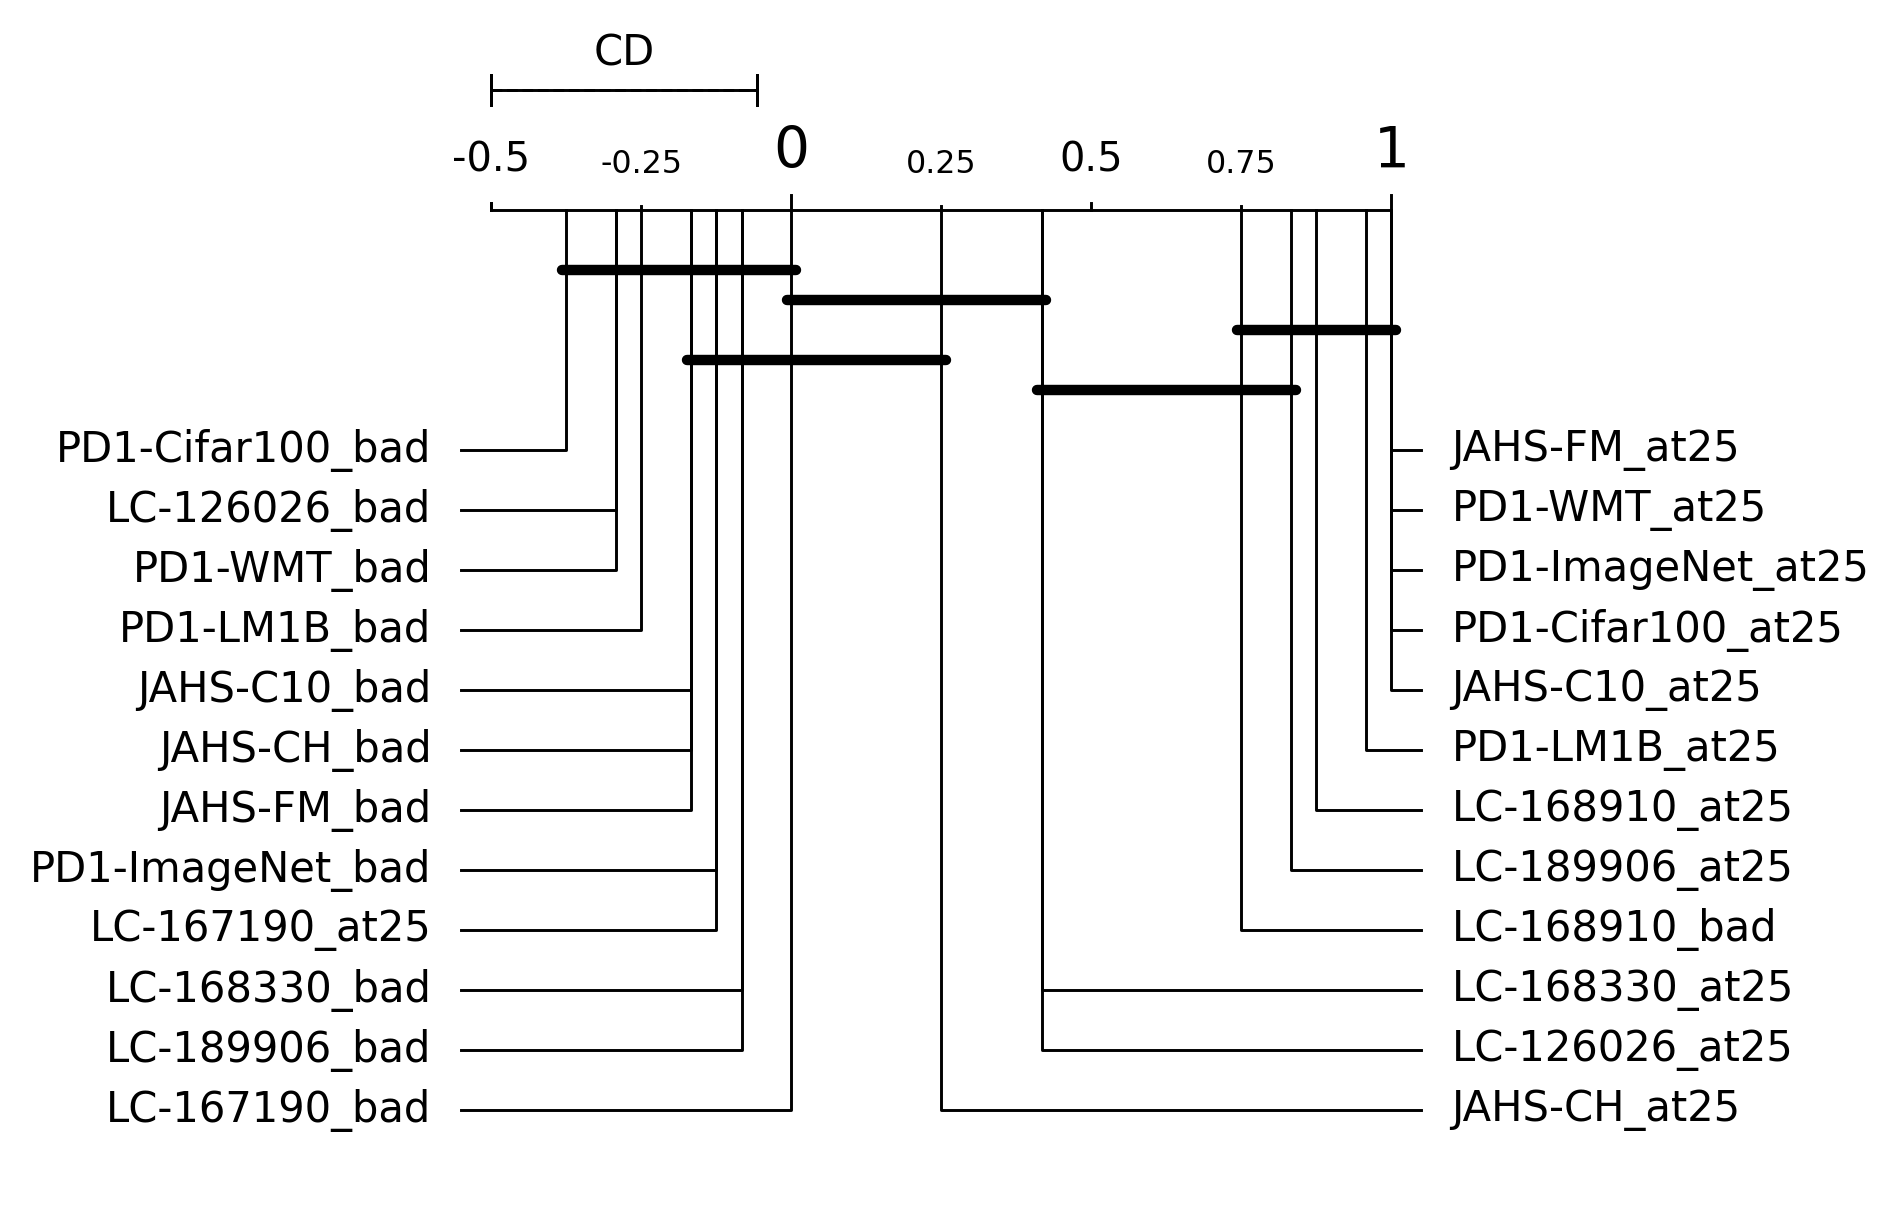 CD
-0.5 -0.25 0 0.25 0.5 0.75 1
PD1-Cifar100_bad
LC-126026_bad
PD1-WMT_bad
PD1-LM1B_bad
JAHS-C10_bad
JAHS-CH_bad
JAHS-FM_bad
PD1-ImageNet_bad
LC-167190_at25
LC-168330_bad
LC-189906_bad
LC-167190_bad
JAHS-FM_at25
PD1-WMT_at25
PD1-ImageNet_at25
PD1-Cifar100_at25
JAHS-C10_at25
PD1-LM1B_at25
LC-168910_at25
LC-189906_at25
LC-168910_bad
LC-168330_at25
LC-126026_at25
JAHS-CH_at25